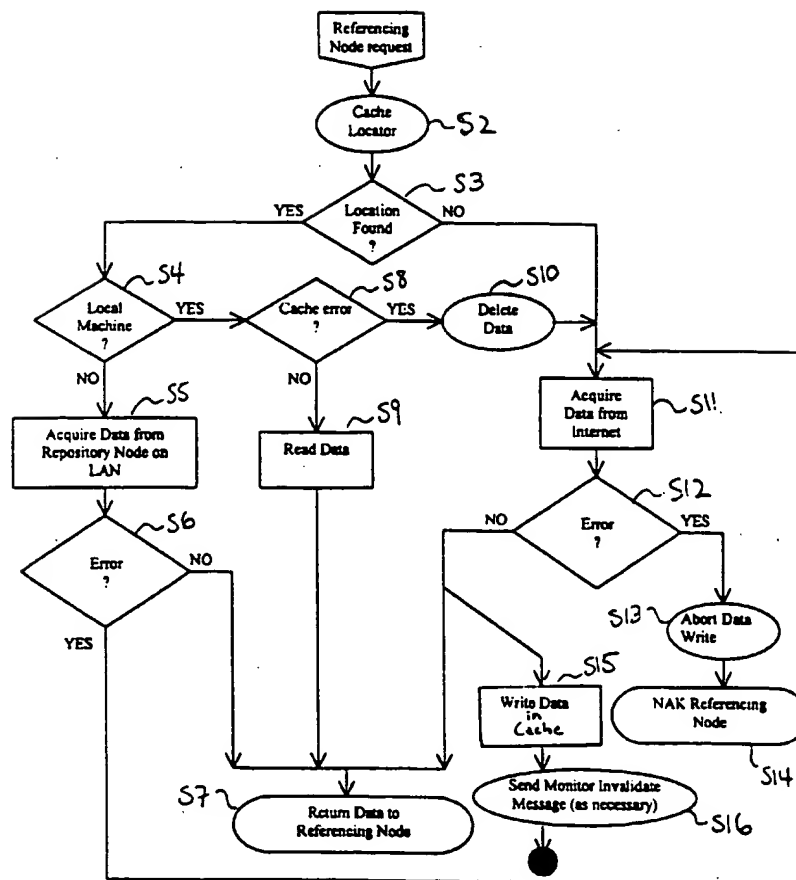 Referencing
Node request
Cache
Locator
S2
S3
YES
Location
Found
?
NO
S4
Local
Machine
?
YES
NO
S8
Cache error
?
YES
NO
S10
Delete
Data
S5
Acquire Data from
Repository Node on
LAN
S9
Read Data
Acquire
Data from
Internet
S11
S6
Error
?
NO
YES
S12
NO
Error
?
YES
S13
Abort Data
Write
S15
Write Data
in
Cache
NAK Referencing
Node
S14
S7
Return Data to
Referencing Node
Send Monitor Invalidate
Message (as necessary)
S16